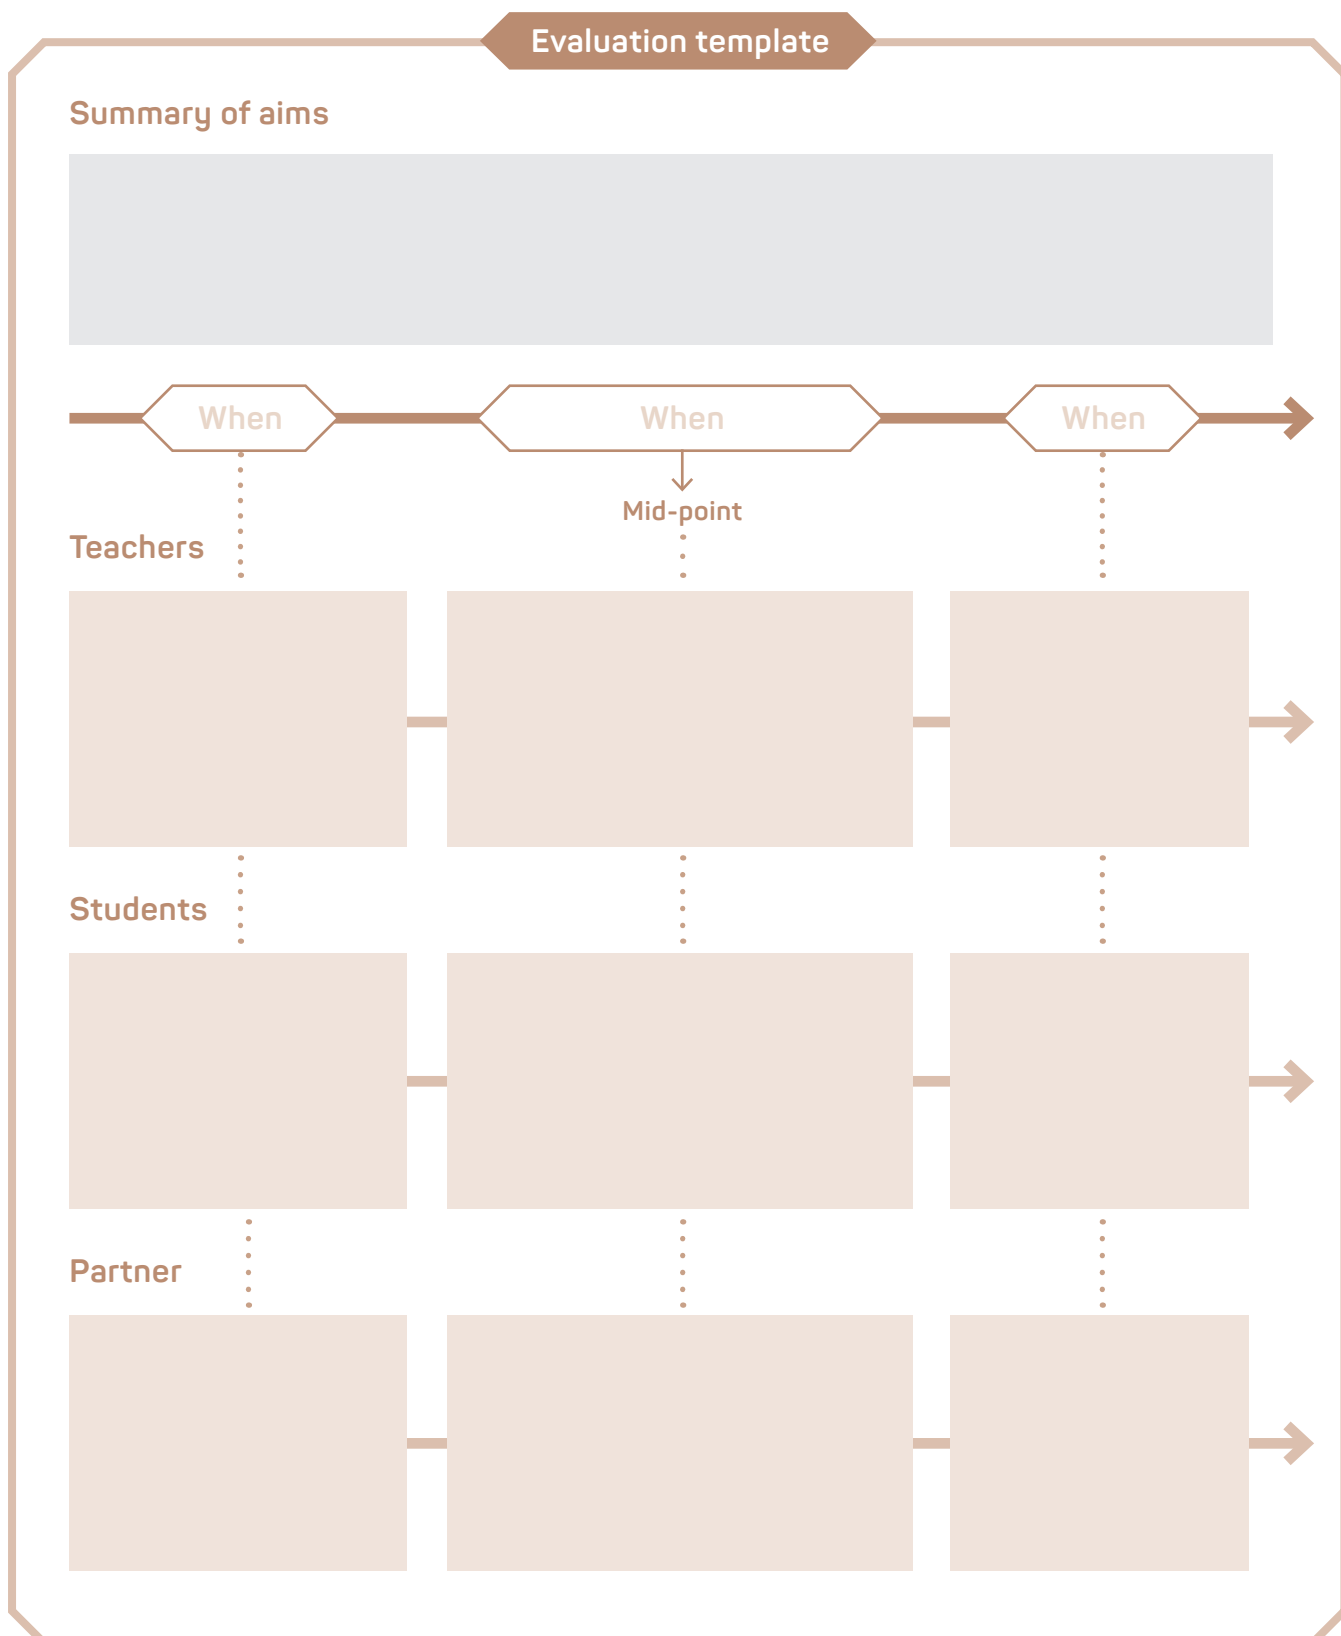 Evaluation template
Summary of aims
When When When
Mid-point
Teachers
Students
Partner